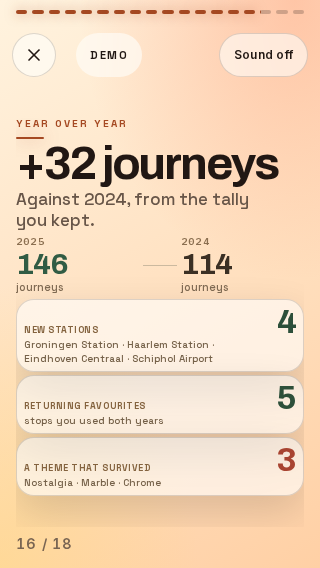 DEMO
Sound off
YEAR OVER YEAR
+32 journeys
Against 2024, from the tally
you kept.
2025
146
journeys
2024
114
journeys
NEW STATIONS
4
Groningen Station · Haarlem Station ·
Eindhoven Centraal · Schiphol Airport
RETURNING FAVOURITES
5
stops you used both years
A THEME THAT SURVIVED
3
Nostalgia · Marble · Chrome
16 / 18